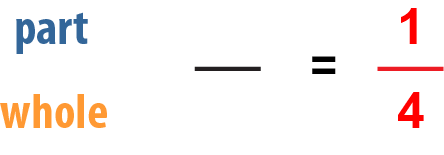 part
whole
= 1
4